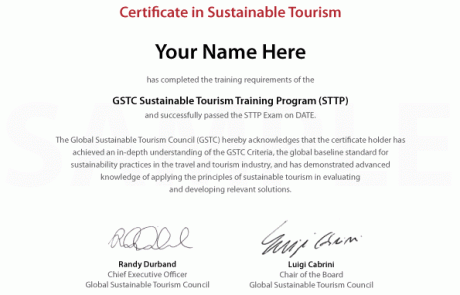 Certificate in Sustainable Tourism
Your Name Here
has completed the training requirements of the
GSTC Sustainable Tourism Training Program (STTP)
and successfully passed the STTP Exam on DATE.
The Global Sustainable Tourism Council (GSTC) hereby acknowledges that the certificate holder has
achieved an in-depth understanding of the GSTC Criteria, the global baseline standard for
sustainability practices in the travel and tourism industry, and has demonstrated advanced
knowledge of applying the principles of sustainable tourism in evaluating
and developing relevant solutions.
Luigi Cabrini
Randy Durband
Chief Executive Officer
Global Sustainable Tourism Council
Luigi Cabrini
Chair of the Board
Global Sustainable Tourism Council